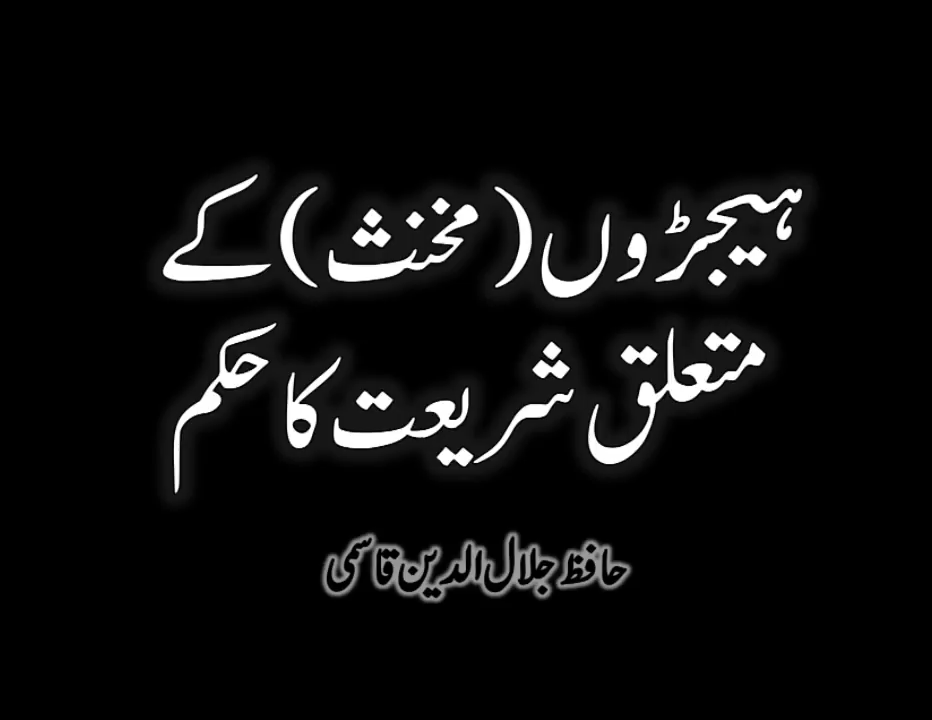 ہیجڑوں (مخنث) کے
متعلق شریعت کا حکم
حافظ جلال الدین قاسمی